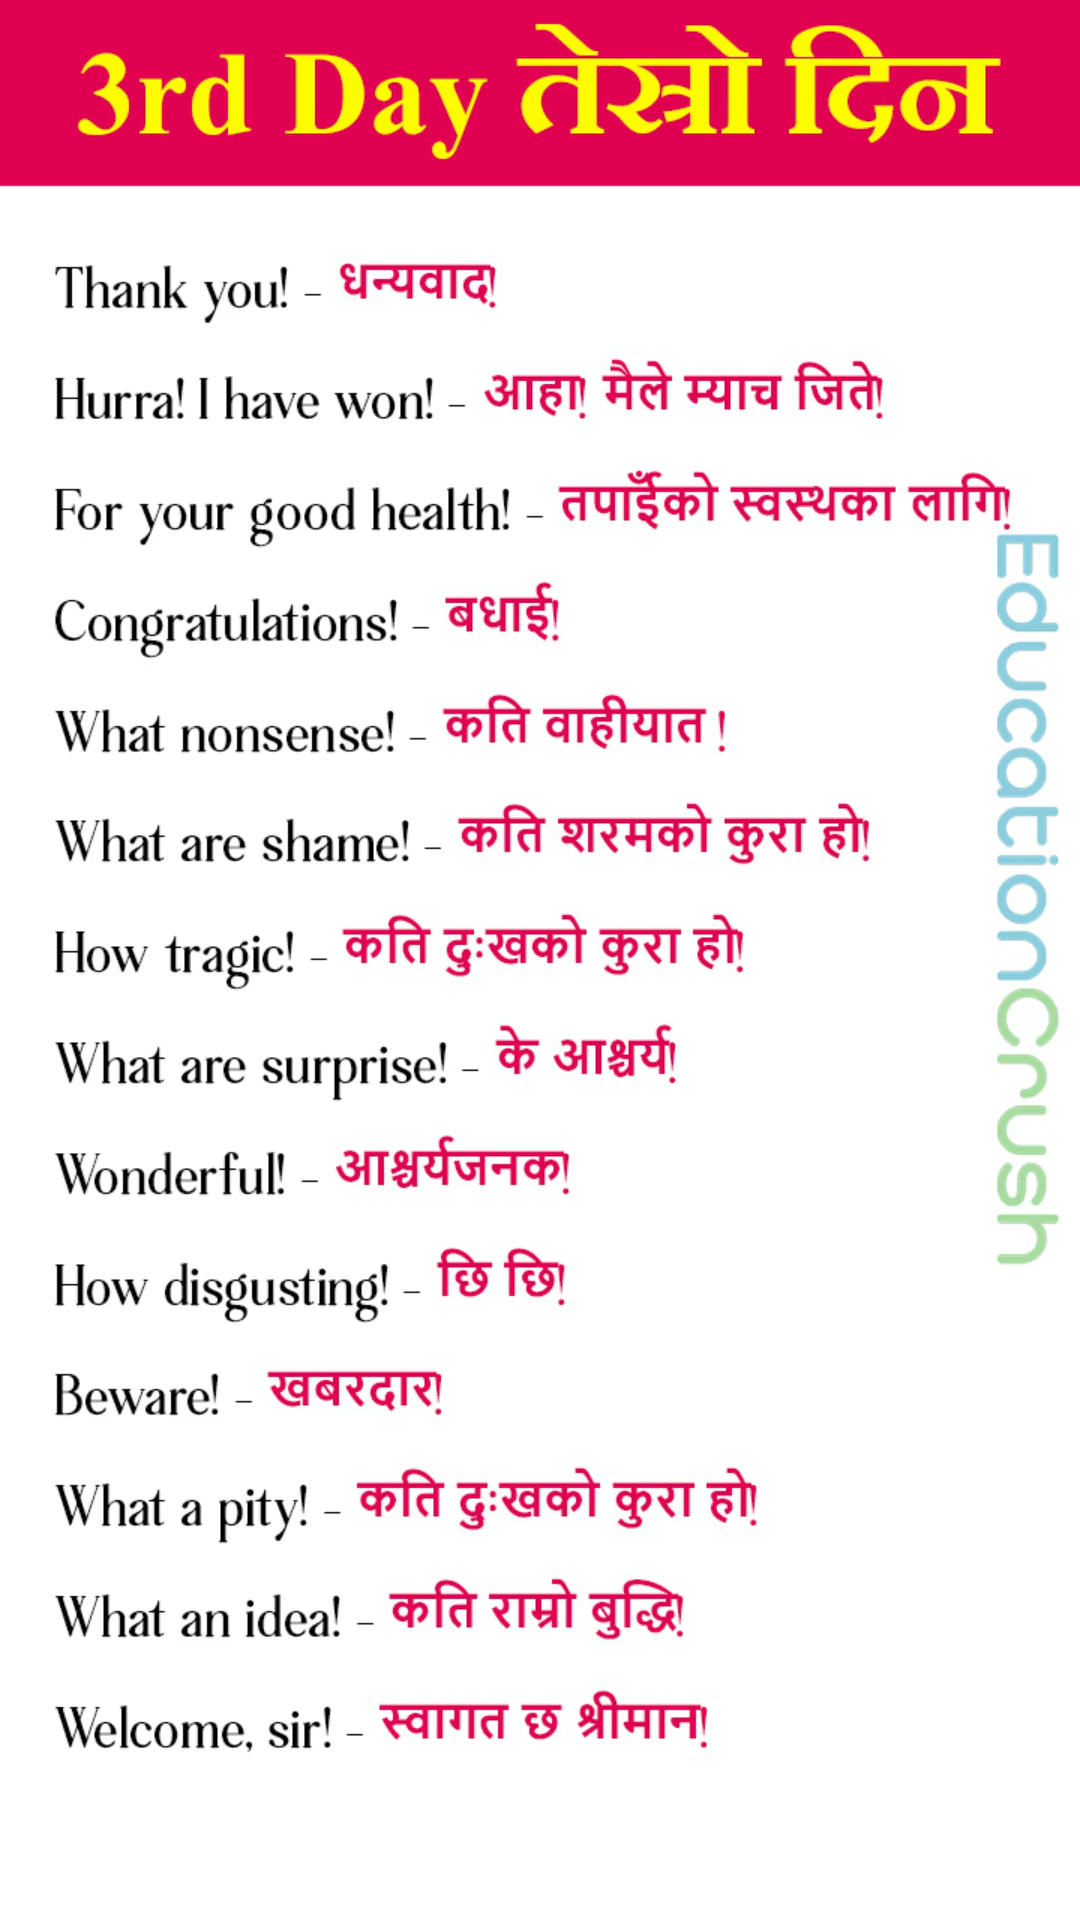 3rd Day तेस्रो दिन
Thank you! – धन्यवाद!
Hurra! I have won! – आहा! मैले म्याच जिते!
For your good health! – तपाईँको स्वस्थका लागि!
Congratulations! – बधाई!
What nonsense! – कति वाहीयात !
What are shame! – कति शरमको कुरा हो!
How tragic! – कति दुःखको कुरा हो!
What are surprise! – के आश्चर्य!
Wonderful! – आश्चर्यजनक!
How disgusting! – छि छि!
Beware! – खबरदार!
What a pity! – कति दुःखको कुरा हो!
What an idea! – कति राम्रो बुद्धि!
Welcome, sir! – स्वागत छ श्रीमान!
EducationCrush